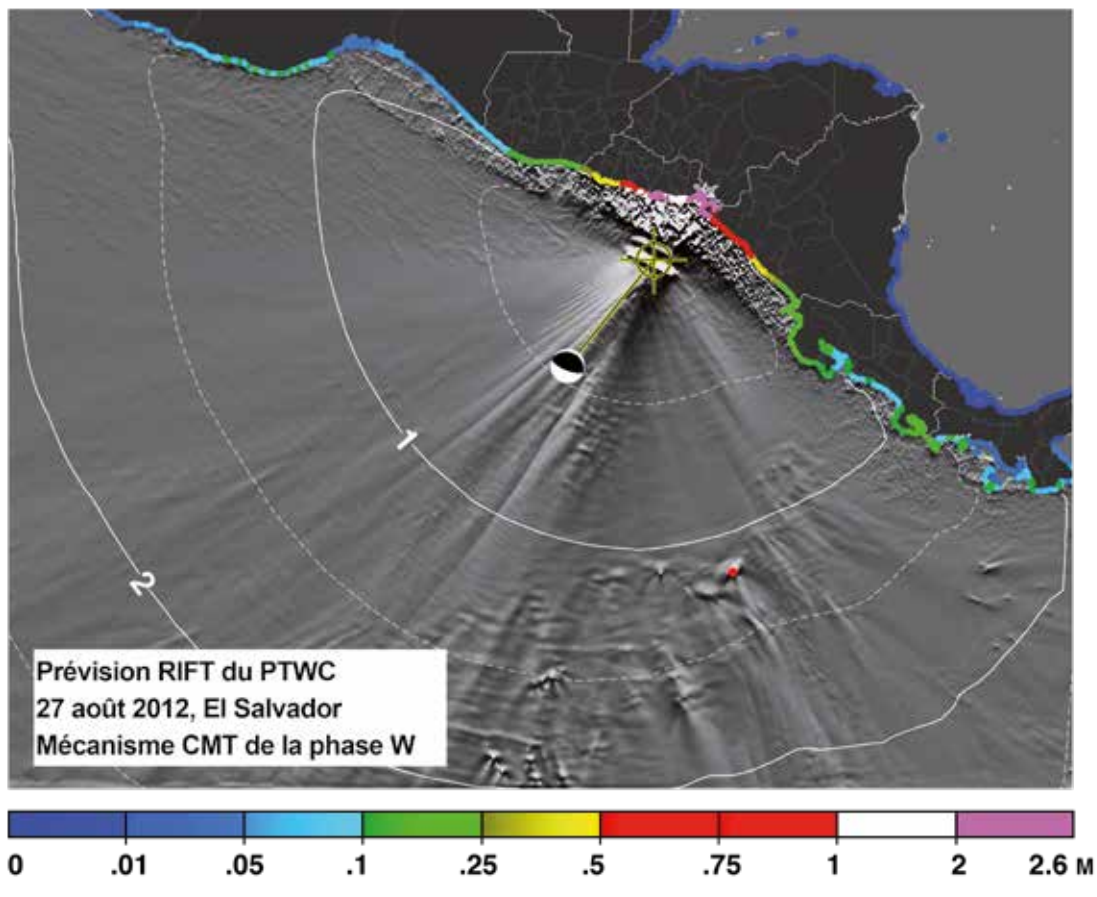 1
2
Prévision RIFT du PTWC
27 août 2012, El Salvador
Mécanisme CMT de la phase W
0 .01 .05 .1 .25 .5 .75 1 2 2.6 M